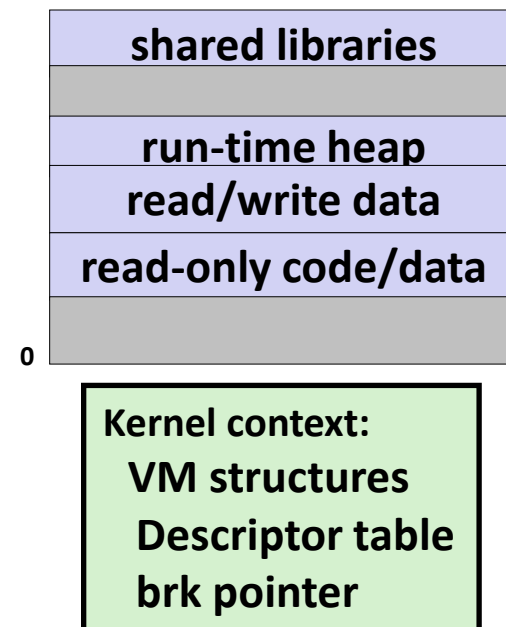 shared libraries
run-time heap
read/write data
read-only code/data
0
Kernel context:
VM structures
Descriptor table
brk pointer